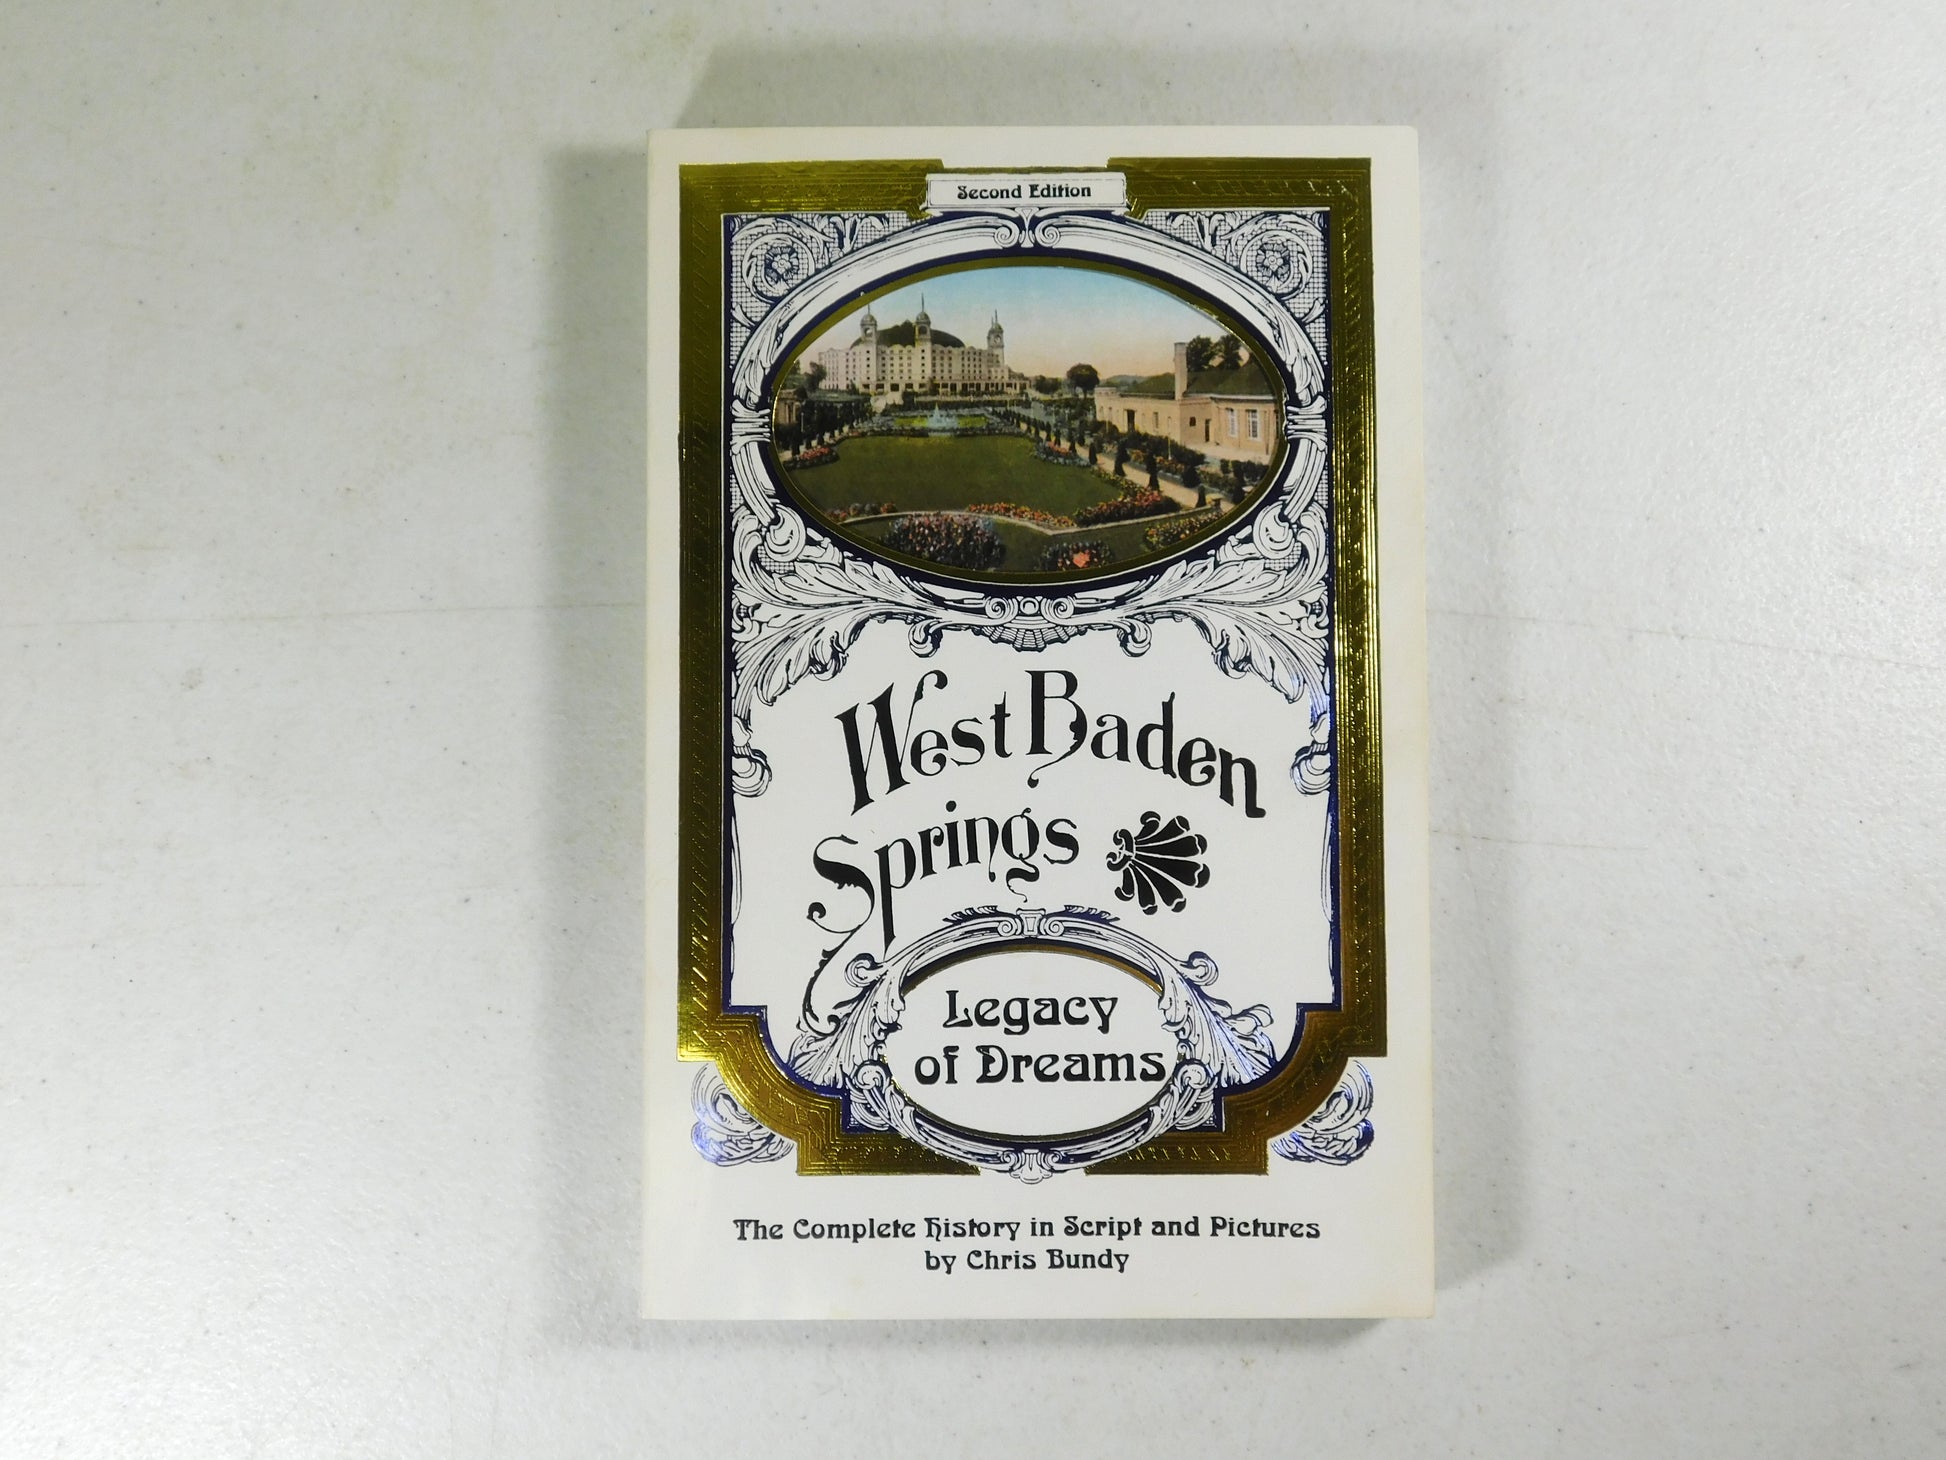 Second Edition
West Baden
Springs
Legacy
of Dreams
The Complete History in Script and Pictures
by Chris Bundy